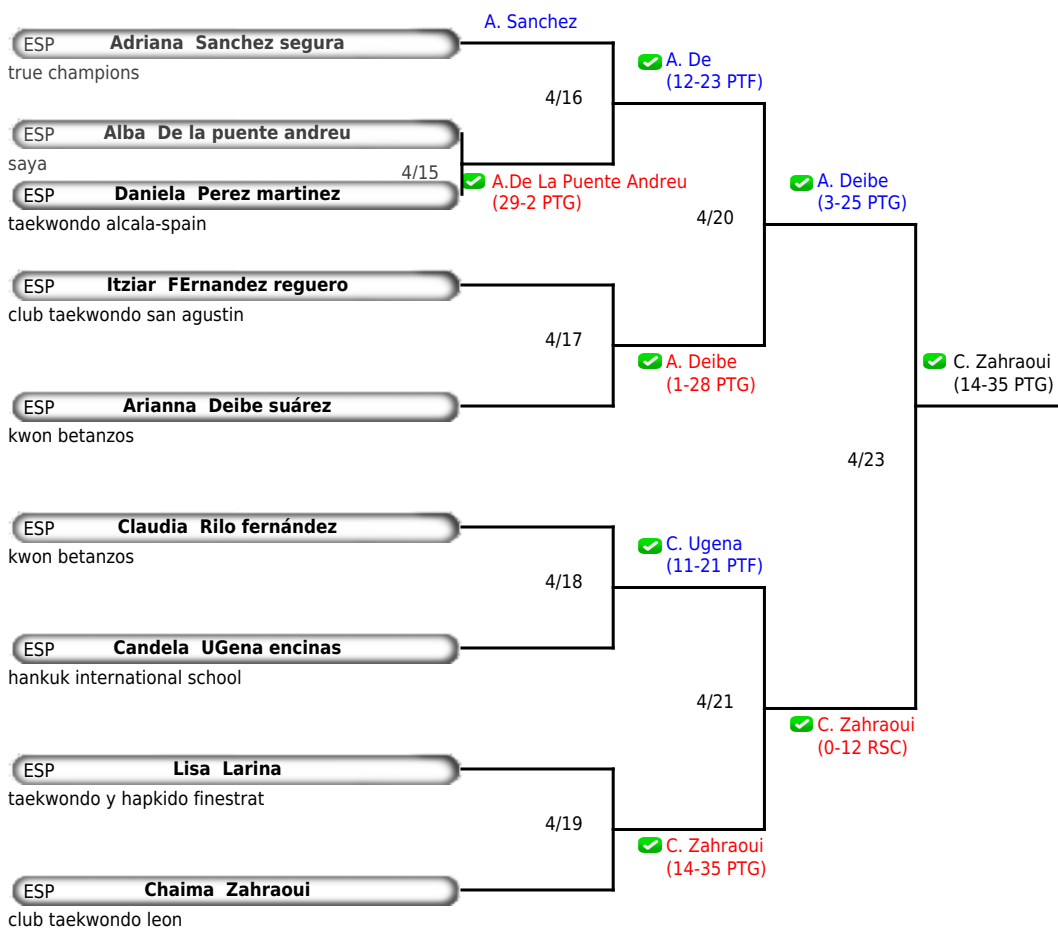 A. Sanchez
ESP Adriana Sanchez segura
true champions
A. De
(12-23 PTF)
4/16
ESP Alba De la puente andreu
saya
4/15
A.De La Puente Andreu
(29-2 PTG)
ESP Daniela Perez martinez
taekwondo alcala-spain
A. Deibe
(3-25 PTG)
4/20
ESP Itziar FErnandez reguero
club taekwondo san agustin
4/17
A. Deibe
(1-28 PTG)
C. Zahraoui
(14-35 PTG)
ESP Arianna Deibe suárez
kwon betanzos
4/23
ESP Claudia Rilo fernández
kwon betanzos
C. Ugena
(11-21 PTF)
4/18
ESP Candela UGena encinas
hankuk international school
4/21
C. Zahraoui
(0-12 RSC)
ESP Lisa Larina
taekwondo y hapkido finestrat
4/19
C. Zahraoui
(14-35 PTG)
ESP Chaima Zahraoui
club taekwondo leon